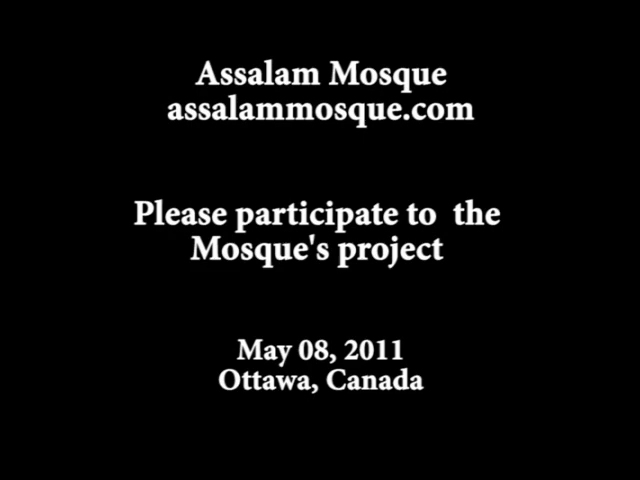 Assalam Mosque
assalammosque.com
Please participate to  the
Mosque's project
May 08, 2011
Ottawa, Canada